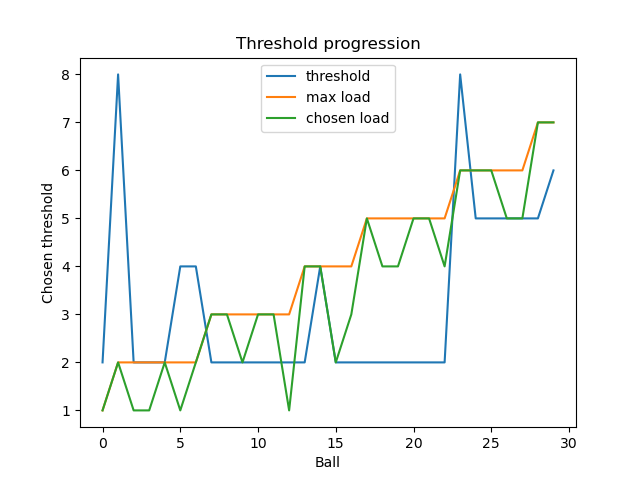 Threshold progression
threshold
max load
chosen load
Chosen threshold
8
7
6
5
4
3
2
1
0 5 10 15 20 25 30
Ball